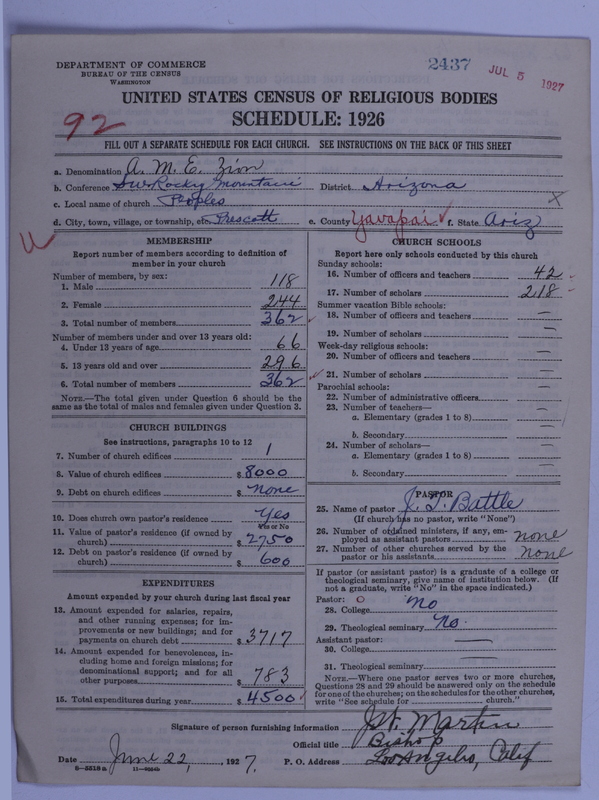 DEPARTMENT OF COMMERCE
BUREAU OF THE CENSUS
WASHINGTON
2437
JUL 5 1927
UNITED STATES CENSUS OF RELIGIOUS BODIES
SCHEDULE: 1926
92
FILL OUT A SEPARATE SCHEDULE FOR EACH CHURCH. SEE INSTRUCTIONS ON THE BACK OF THIS SHEET
a. Denomination A. M. E. Zion
b. Conference SW Rocky Mountain District Arizona
c. Local name of church Peoples X
d. City, town, village, or township, etc. Prescott e. County Yavapai f. State Ariz
MEMBERSHIP
Report number of members according to definition of
member in your church
Number of members, by sex:
1. Male 118
2. Female 244
3. Total number of members 362
Number of members under and over 13 years old:
4. Under 13 years of age 66
5. 13 years old and over 296
6. Total number of members 362
NOTE.—The total given under Question 6 should be
the same as the total of males and females given under Question 3.
CHURCH BUILDINGS
See instructions, paragraphs 10 to 12
7. Number of church edifices 1
8. Value of church edifices $8000
9. Debt on church edifices $ none
10. Does church own pastor's residence Yes
Yes or No
11. Value of pastor's residence (if owned by
church) $2750
12. Debt on pastor's residence (if owned by
church) $600
EXPENDITURES
Amount expended by your church during last fiscal year
13. Amount expended for salaries, repairs,
and other running expenses; for im-
provements or new buildings; and for
payments on church debt $3717
14. Amount expended for benevolences, in-
cluding home and foreign missions; for
denominational support; and for all
other purposes $783
15. Total expenditures during year $4500
CHURCH SCHOOLS
Report here only schools conducted by this church
Sunday schools:
16. Number of officers and teachers 42
17. Number of scholars 218
Summer vacation Bible schools:
18. Number of officers and teachers —
19. Number of scholars —
Week-day religious schools:
20. Number of officers and teachers —
21. Number of scholars —
Parochial schools:
22. Number of administrative officers —
23. Number of teachers—
a. Elementary (grades 1 to 8) —
b. Secondary —
24. Number of scholars—
a. Elementary (grades 1 to 8) —
b. Secondary —
PASTOR
25. Name of pastor J. D. Battle
(If church has no pastor, write "None")
26. Number of ordained ministers, if any, em-
ployed as assistant pastors none
27. Number of other churches served by the
pastor or his assistants none
If pastor (or assistant pastor) is a graduate of a college or
theological seminary, give name of institution below. (If
not a graduate, write "No" in the space indicated.)
Pastor:
28. College No
29. Theological seminary No.
Assistant pastor:
30. College —
31. Theological seminary —
NOTE.—Where one pastor serves two or more churches,
Questions 28 and 29 should be answered only on the schedule
for one of the churches; on the schedules for the other churches,
write "See schedule for church."
Signature of person furnishing information J. W. Martin
Official title Bishop
Date June 22, 1927. P. O. Address Los Angeles, Calif